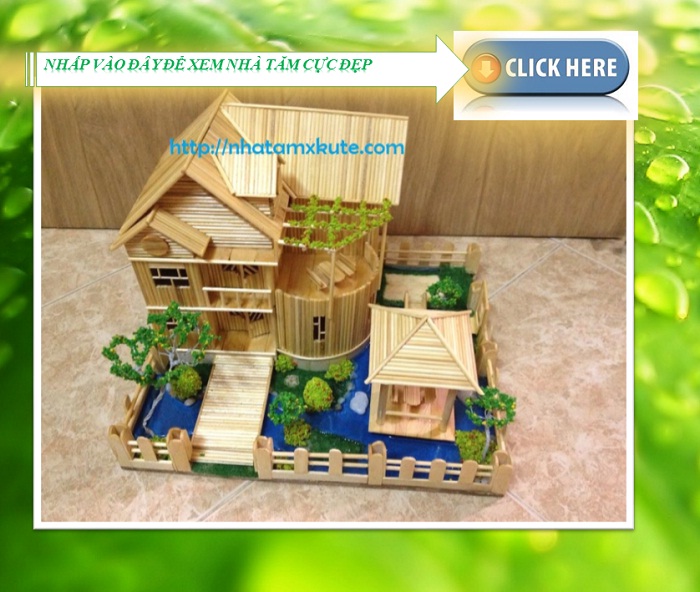 NHẤP VÀO ĐÂY ĐỂ XEM NHÀ TĂM CỰC ĐẸP
CLICK HERE
http://nhatamxkute.com